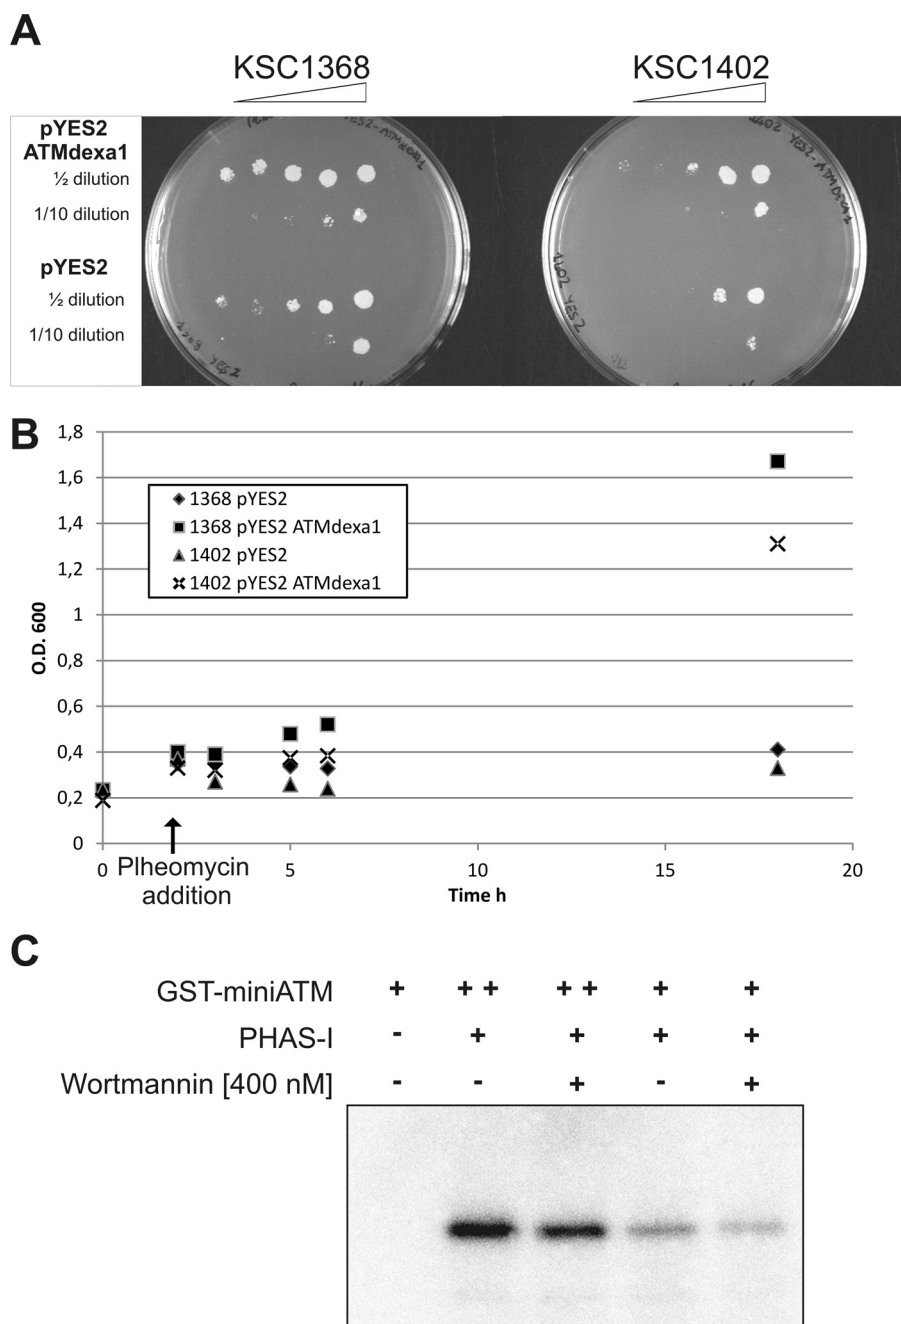 A
KSC1368
KSC1402
pYES2
ATMdexa1
½ dilution
1/10 dilution
pYES2
½ dilution
1/10 dilution
1402 YES2
B
1,8
1,6
1,4
1,2
1
0,8
0,6
0,4
0,2
0
O.D. 600
1368 pYES2
1368 pYES2 ATMdexa1
1402 pYES2
1402 pYES2 ATMdexa1
0
5
10
15
20
Plheomycin
addition
Time h
C
GST-miniATM + ++ ++ + +
PHAS-I - + + + +
Wortmannin [400 nM] - - + - +